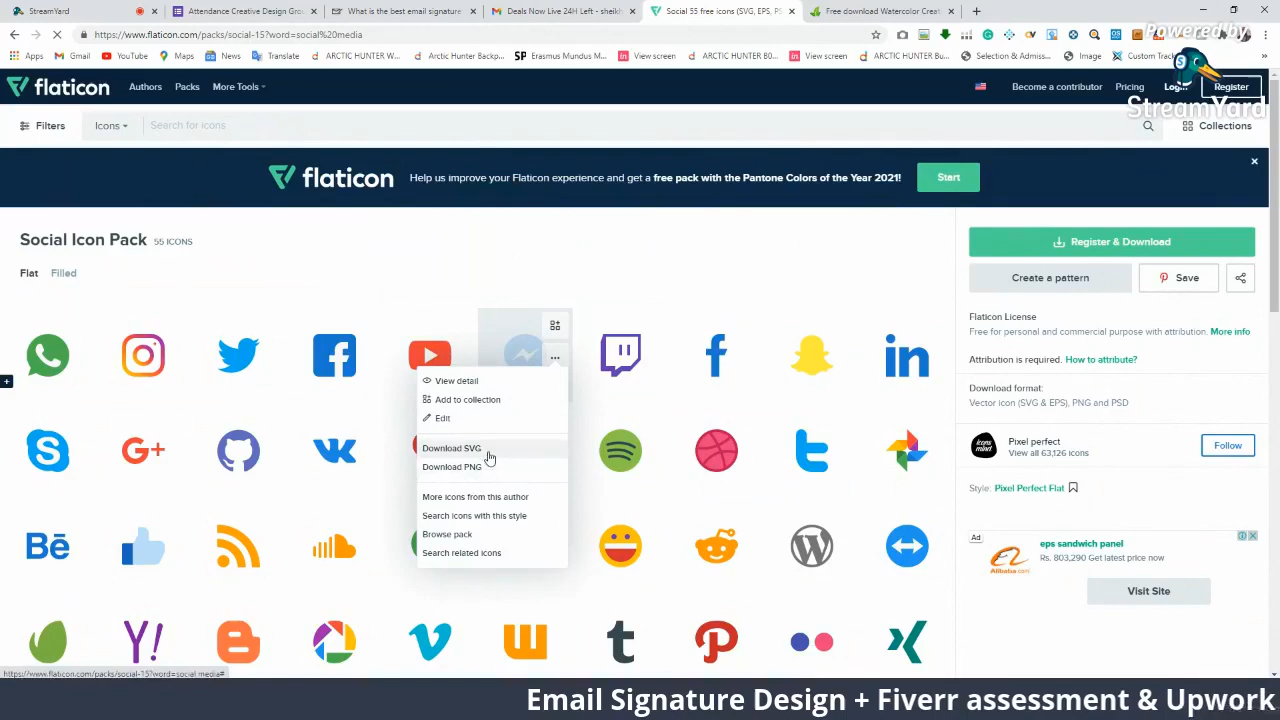 StreamYard
Attendance Creative Design Gro
What is the best email signature
Deals Now Live 24H Left - sheikh
Social 55 free icons (SVG, EPS, P
Free download Watercolor Creat
https://www.flaticon.com/packs/social-15?word=social%20media
Powered by
StreamYard
Apps
Gmail
YouTube
Maps
News
Translate
ARCTIC HUNTER W...
Arctic Hunter Backp...
Erasmus Mundus M...
View screen
ARCTIC HUNTER B0...
View screen
ARCTIC HUNTER B0...
Selection & Admiss...
Image
Custom Tracksuit
flaticon
Authors
Packs
More Tools
Become a contributor
Pricing
Register
Filters
Icons
Search for icons
Collections
flaticon
Help us improve your Flaticon experience and get a free pack with the Pantone Colors of the Year 2021!
Start
Social Icon Pack 55 ICONS
Flat Filled
Register & Download
Create a pattern
Save
Flaticon License
Free for personal and commercial purpose with attribution. More info
Attribution is required. How to attribute?
Download format:
Vector icon (SVG & EPS), PNG and PSD
Pixel perfect
View all 63,126 icons
Follow
Style: Pixel Perfect Flat
View detail
Add to collection
Edit
Download SVG
Download PNG
More icons from this author
Search icons with this style
Browse pack
Search related icons
Ad
eps sandwich panel
Rs. 803,290 Get latest price now
Alibaba.com
Visit Site
https://www.flaticon.com/packs/social-15?word=social media#
Email Signature Design + Fiverr assessment & Upwork